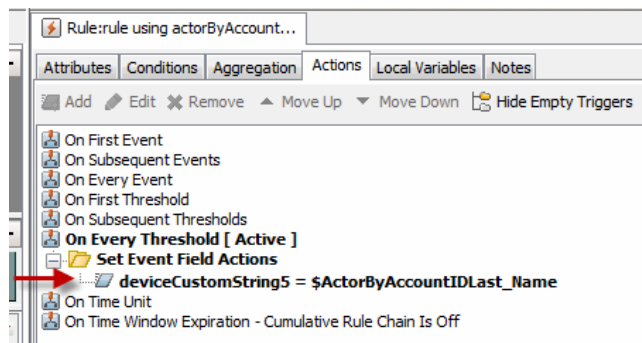 Rule:rule using actorByAccount...
Attributes Conditions Aggregation Actions Local Variables Notes
Add Edit Remove Move Up Move Down Hide Empty Triggers
On First Event
On Subsequent Events
On Every Event
On First Threshold
On Subsequent Thresholds
On Every Threshold [ Active ]
Set Event Field Actions
deviceCustomString5 = $ActorByAccountIDLast_Name
On Time Unit
On Time Window Expiration - Cumulative Rule Chain Is Off